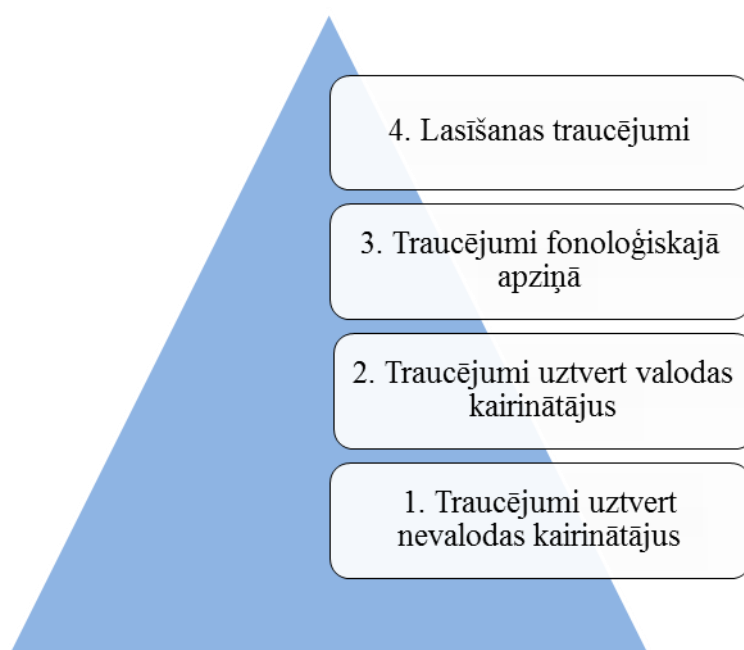 4. Lasīšanas traucējumi
3. Traucējumi fonoloģiskajā
apziņā
2. Traucējumi uztvert valodas
kairinātājus
1. Traucējumi uztvert
nevalodas kairinātājus